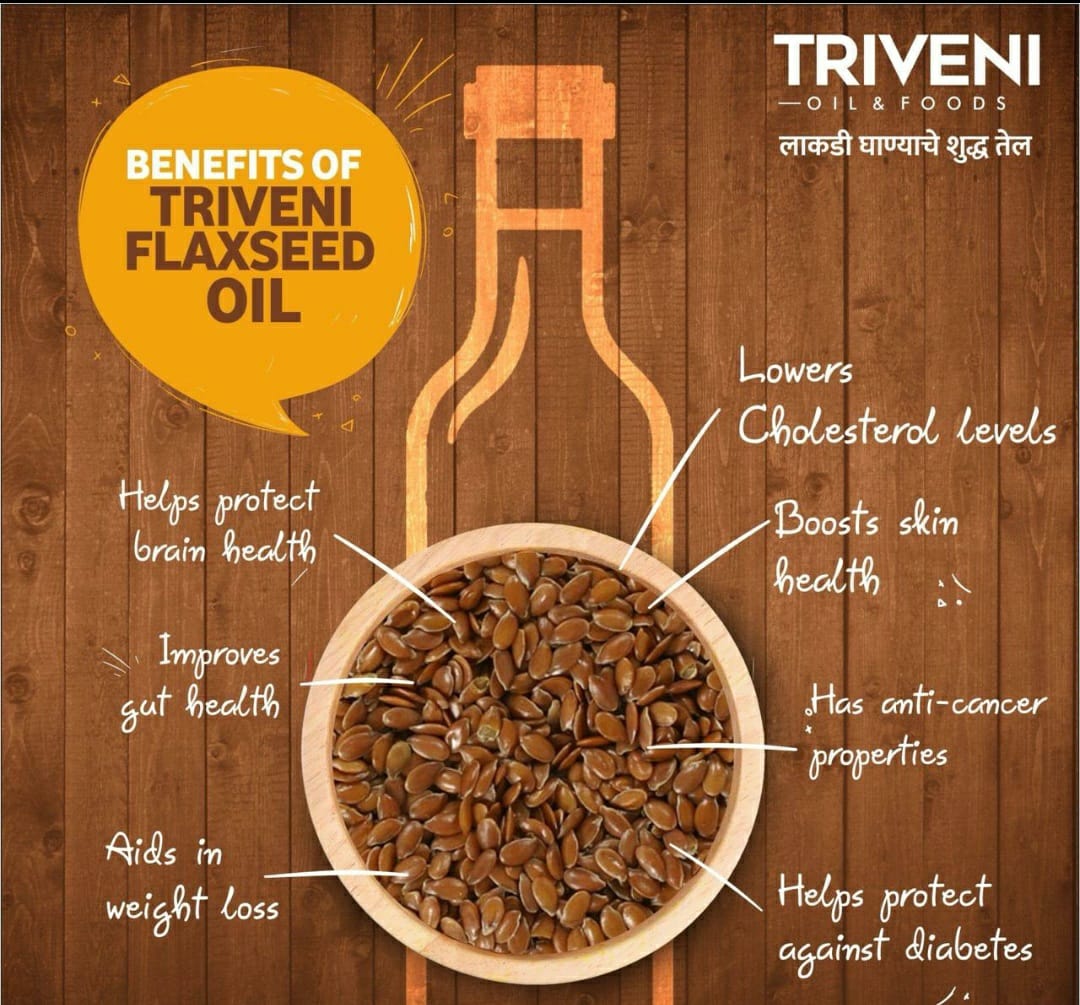 TRIVENI
OIL & FOODS
लाकडी घाण्याचे शुद्ध तेल
BENEFITS OF
TRIVENI
FLAXSEED
OIL
Lowers
Cholesterol levels
Helps protect
brain health
Boosts skin
health
Improves
gut health
Has anti-cancer
properties
Aids in
weight loss
Helps protect
against diabetes